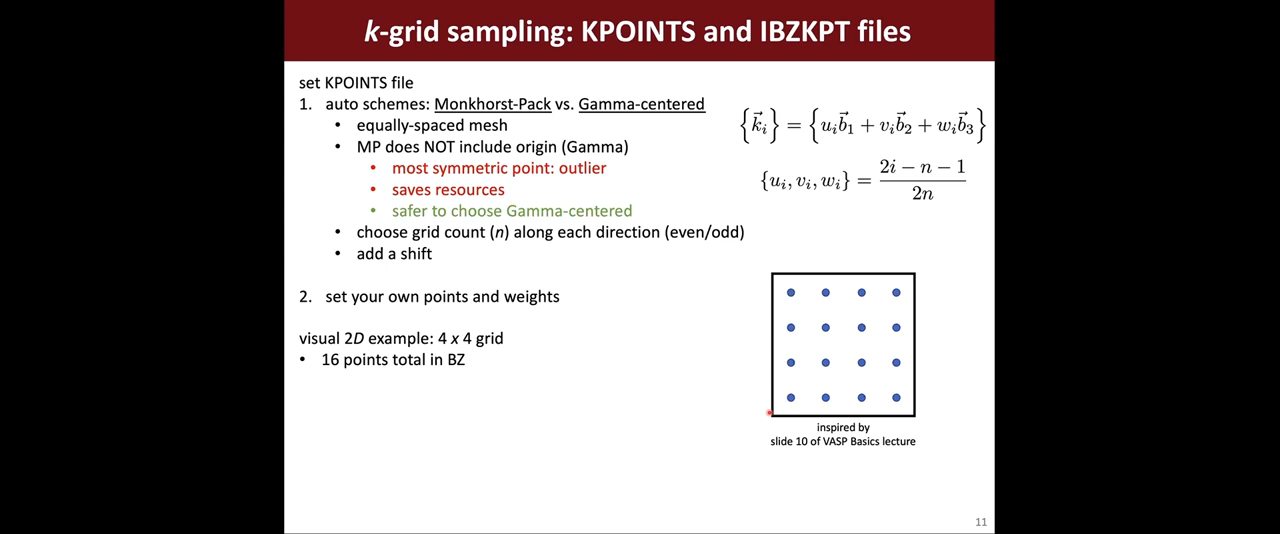 k-grid sampling: KPOINTS and IBZKPT files
set KPOINTS file
1. auto schemes: Monkhorst-Pack vs. Gamma-centered
• equally-spaced mesh
• MP does NOT include origin (Gamma)
• most symmetric point: outlier
• saves resources
• safer to choose Gamma-centered
• choose grid count (n) along each direction (even/odd)
• add a shift
2. set your own points and weights
visual 2D example: 4 x 4 grid
• 16 points total in BZ
{k⃗ᵢ} = {uᵢb⃗₁ + vᵢb⃗₂ + wᵢb⃗₃}
{uᵢ, vᵢ, wᵢ} = (2i − n − 1)/(2n)
inspired by
slide 10 of VASP Basics lecture
11